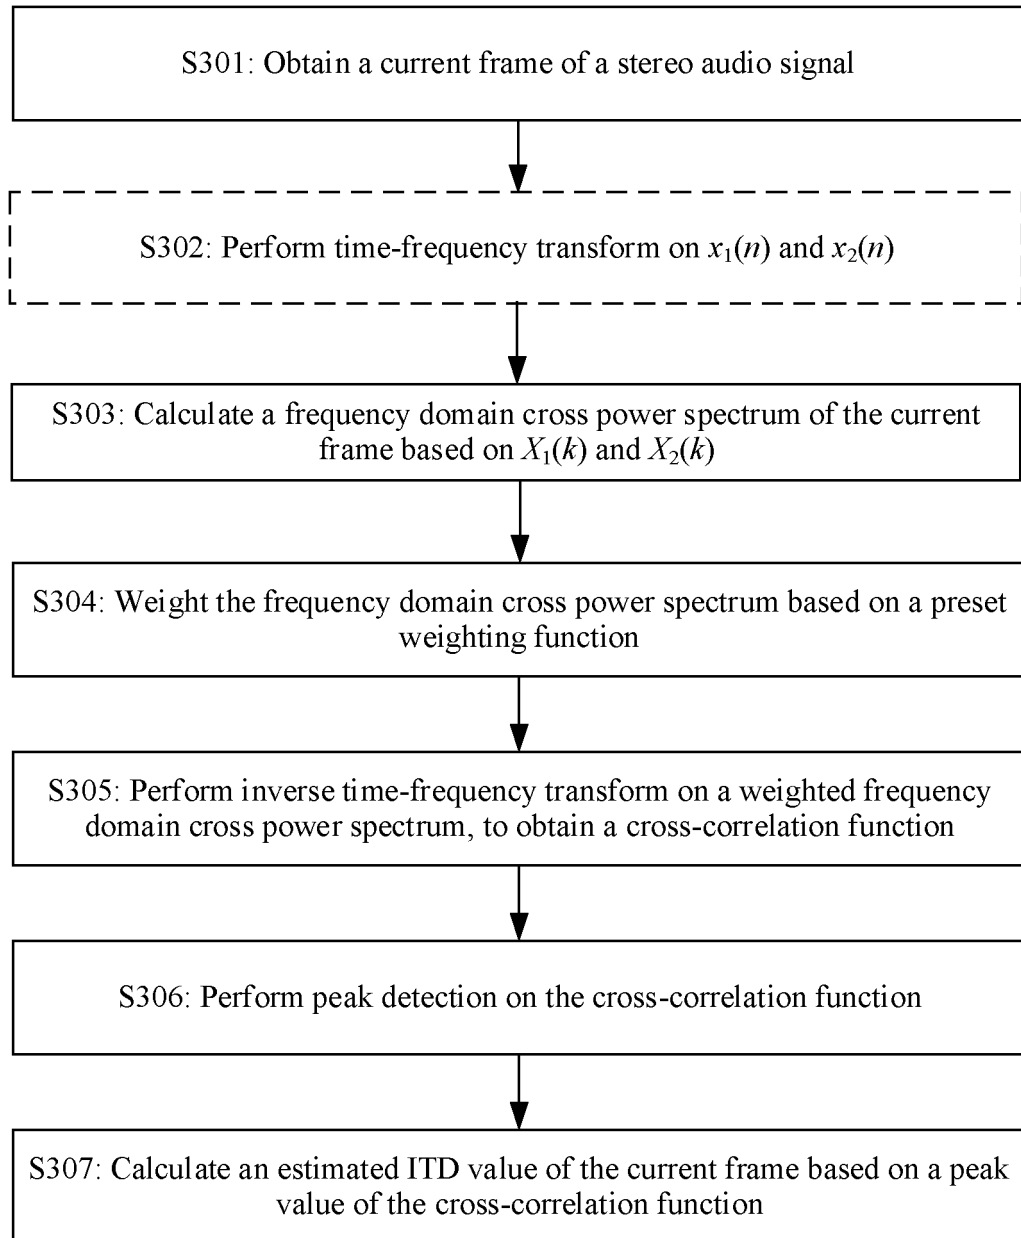 S301: Obtain a current frame of a stereo audio signal
S302: Perform time-frequency transform on x₁(n) and x₂(n)
S303: Calculate a frequency domain cross power spectrum of the current
frame based on X₁(k) and X₂(k)
S304: Weight the frequency domain cross power spectrum based on a preset
weighting function
S305: Perform inverse time-frequency transform on a weighted frequency
domain cross power spectrum, to obtain a cross-correlation function
S306: Perform peak detection on the cross-correlation function
S307: Calculate an estimated ITD value of the current frame based on a peak
value of the cross-correlation function